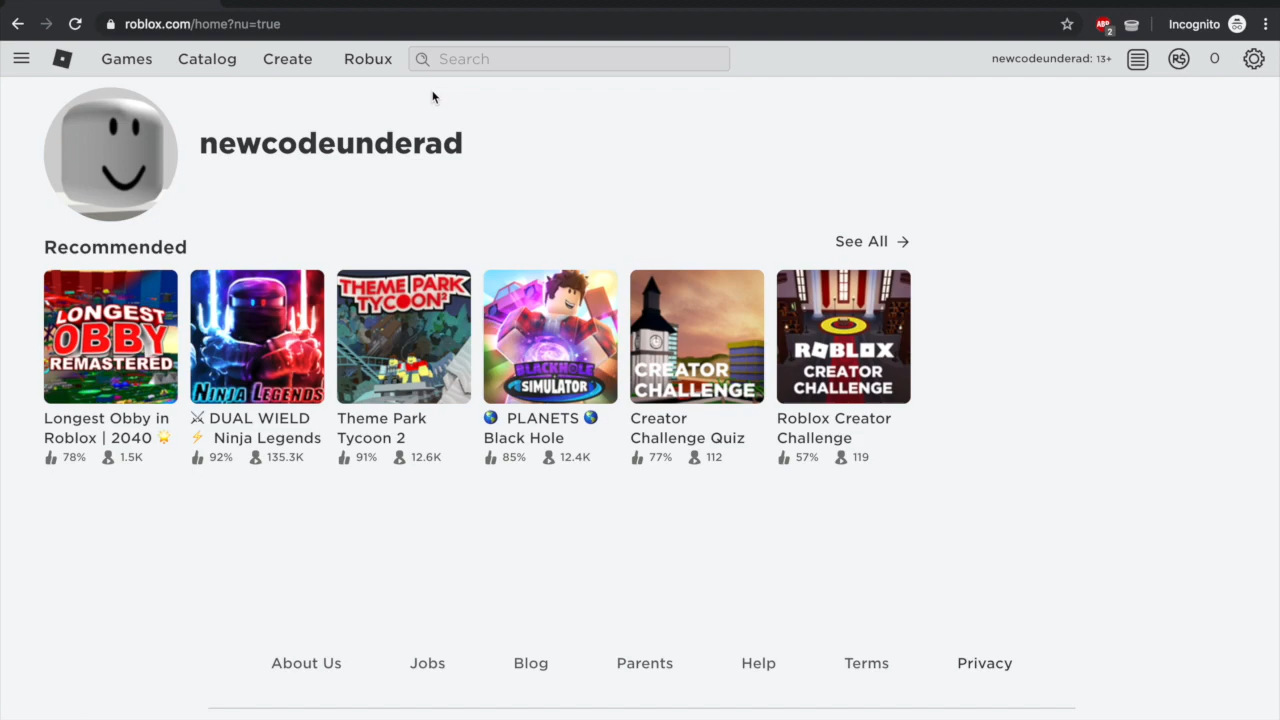 roblox.com/home?nu=true
ABP
2
Incognito
Games
Catalog
Create
Robux
Search
newcodeunderad: 13+
R$
0
newcodeunderad
Recommended
See All
LONGEST
OBBY
REMASTERED
NINJA LEGENDS
THEME PARK
TYCOON 2
BLACKHOLE
SIMULATOR
CREATOR
CHALLENGE
ROBLOX
CREATOR
CHALLENGE
Longest Obby in
Roblox | 2040 🌟
78% 1.5K
⚔ DUAL WIELD
⚡ Ninja Legends
92% 135.3K
Theme Park
Tycoon 2
91% 12.6K
🌎 PLANETS 🌎
Black Hole
85% 12.4K
Creator
Challenge Quiz
77% 112
Roblox Creator
Challenge
57% 119
About Us
Jobs
Blog
Parents
Help
Terms
Privacy